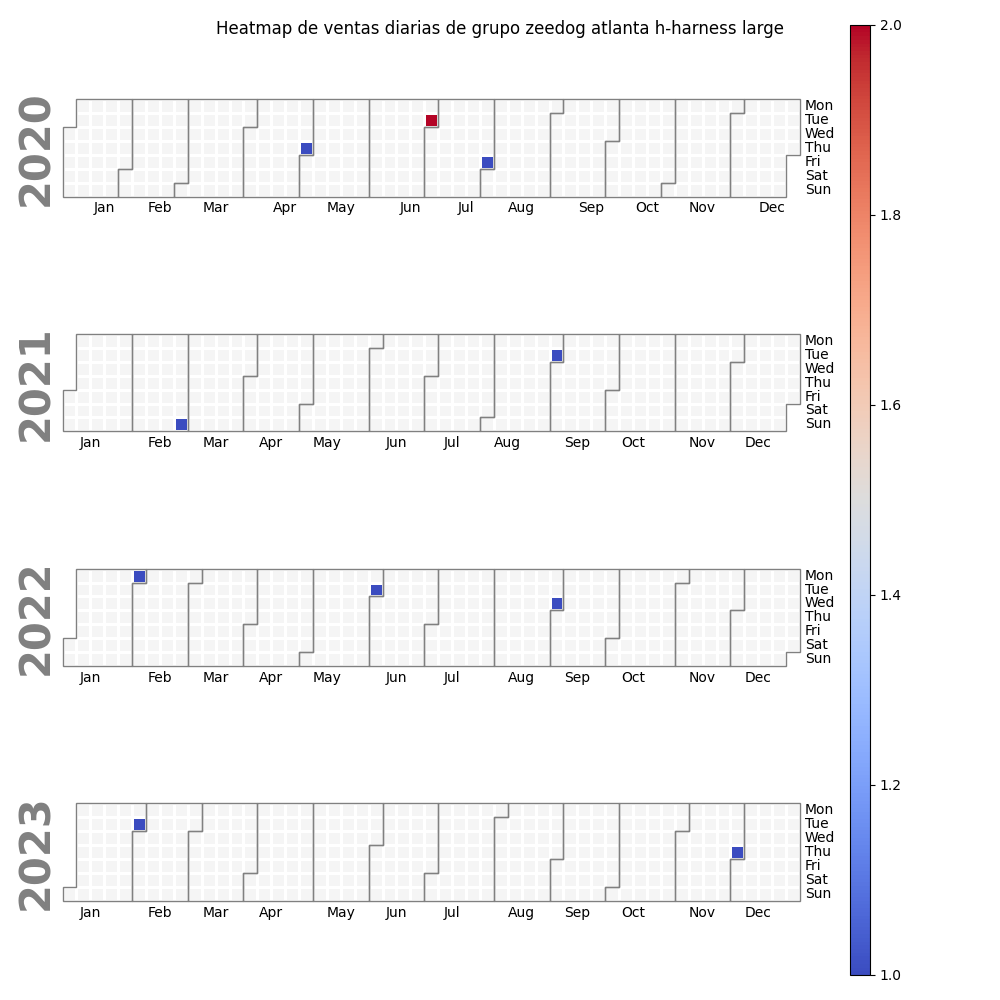 Heatmap de ventas diarias de grupo zeedog atlanta h-harness large
2020
Mon
Tue
Wed
Thu
Fri
Sat
Sun
Jan Feb Mar Apr May Jun Jul Aug Sep Oct Nov Dec
2021
Mon
Tue
Wed
Thu
Fri
Sat
Sun
Jan Feb Mar Apr May Jun Jul Aug Sep Oct Nov Dec
2022
Mon
Tue
Wed
Thu
Fri
Sat
Sun
Jan Feb Mar Apr May Jun Jul Aug Sep Oct Nov Dec
2023
Mon
Tue
Wed
Thu
Fri
Sat
Sun
Jan Feb Mar Apr May Jun Jul Aug Sep Oct Nov Dec
2.0
1.8
1.6
1.4
1.2
1.0